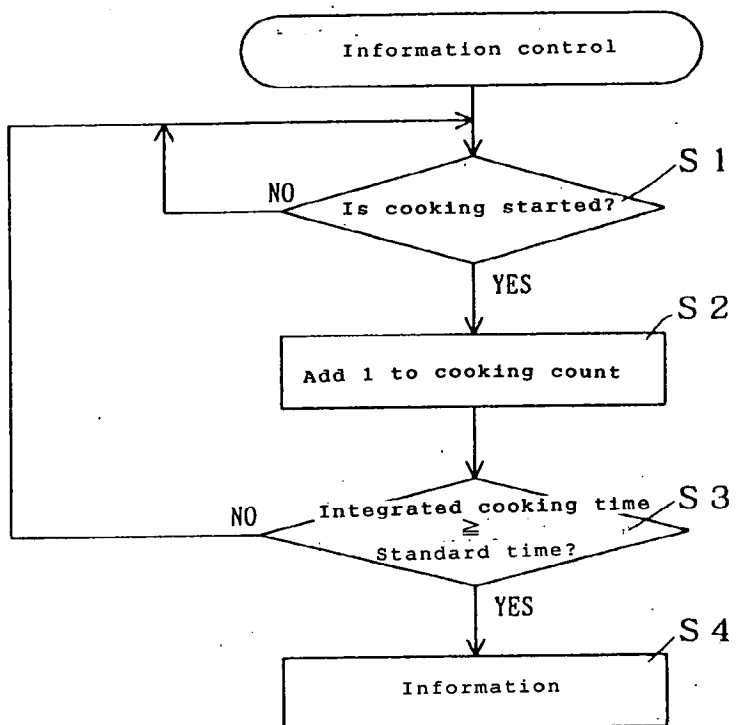 Information control
S 1
NO
Is cooking started?
YES
S 2
Add 1 to cooking count
NO
Integrated cooking time
≧
Standard time?
S 3
YES
S 4
Information